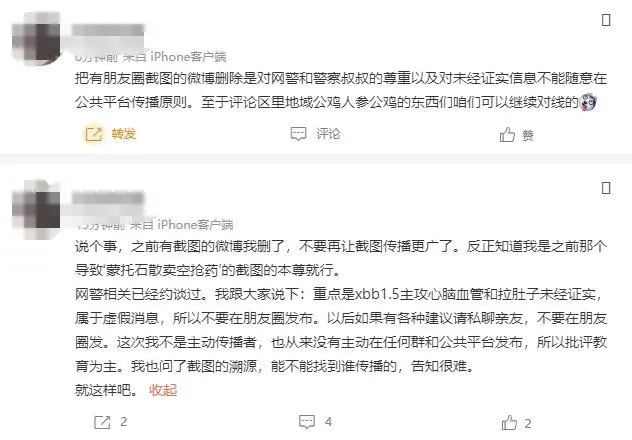 6分钟前 来自 iPhone客户端
把有朋友圈截图的微博删除是对网警和警察叔叔的尊重以及对未经证实信息不能随意在
公共平台传播原则。至于评论区里地域公鸡人参公鸡的东西们咱们可以继续对线的
转发
评论
赞
15分钟前 来自 iPhone客户端
说个事，之前有截图的微博我删了，不要再让截图传播更广了。反正知道我是之前那个
导致‘蒙托石散卖空抢药’的截图的本尊就行。
网警相关已经约谈过。我跟大家说下：重点是xbb1.5主攻心脑血管和拉肚子未经证实，
属于虚假消息，所以不要在朋友圈发布。以后如果有各种建议请私聊亲友，不要在朋友
圈发。这次我不是主动传播者，也从来没有主动在任何群和公共平台发布，所以批评教
育为主。我也问了截图的溯源，能不能找到谁传播的，告知很难。
就这样吧。 收起
2
4
2